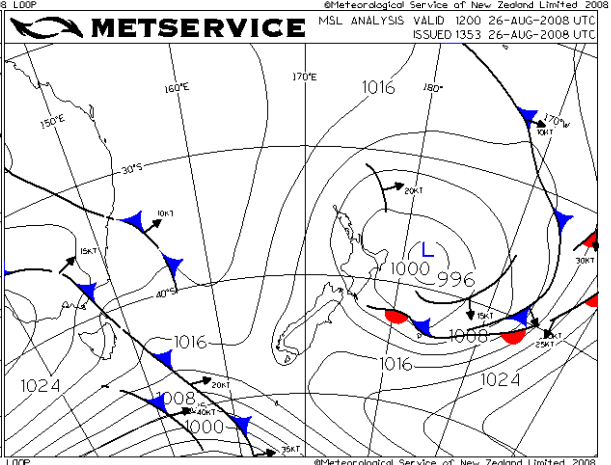 8 LOOP
©Meteorological Service of New Zealand Limited 2008
METSERVICE
MSL ANALYSIS VALID 1200 26-AUG-2008 UTC
ISSUED 1353 26-AUG-2008 UTC
170°E
1016
180°
160°E
150°E
170°W
10KT
30°S
20KT
10KT
15KT
30KT
L
1000
996
40°S
15KT
25KT
1008
1016
1016
1024
1024
20KT
1008
40KT
1000
35KT
LOOP
©Meteorological Service of New Zealand Limited 2008